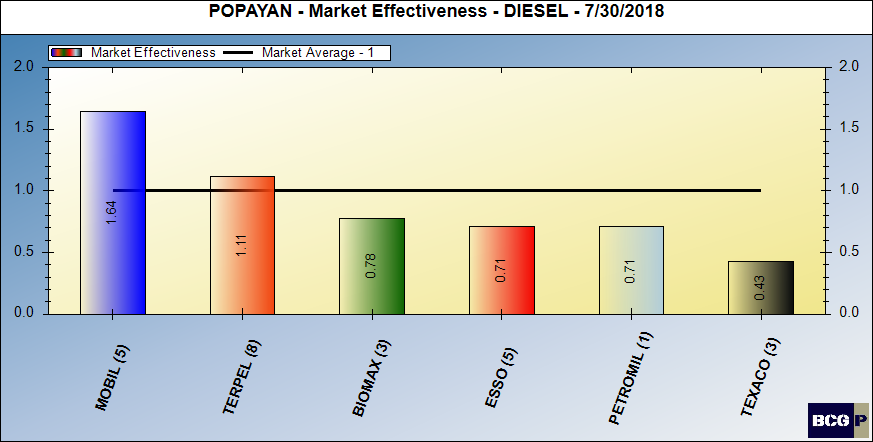 POPAYAN - Market Effectiveness - DIESEL - 7/30/2018
Market Effectiveness Market Average - 1
2.0 2.0
1.5 1.5
1.0 1.0
0.5 0.5
0.0 0.0
1.64
1.11
0.78
0.71
0.71
0.43
MOBIL (5)
TERPEL (8)
BIOMAX (3)
ESSO (5)
PETROMIL (1)
TEXACO (3)
BCG P